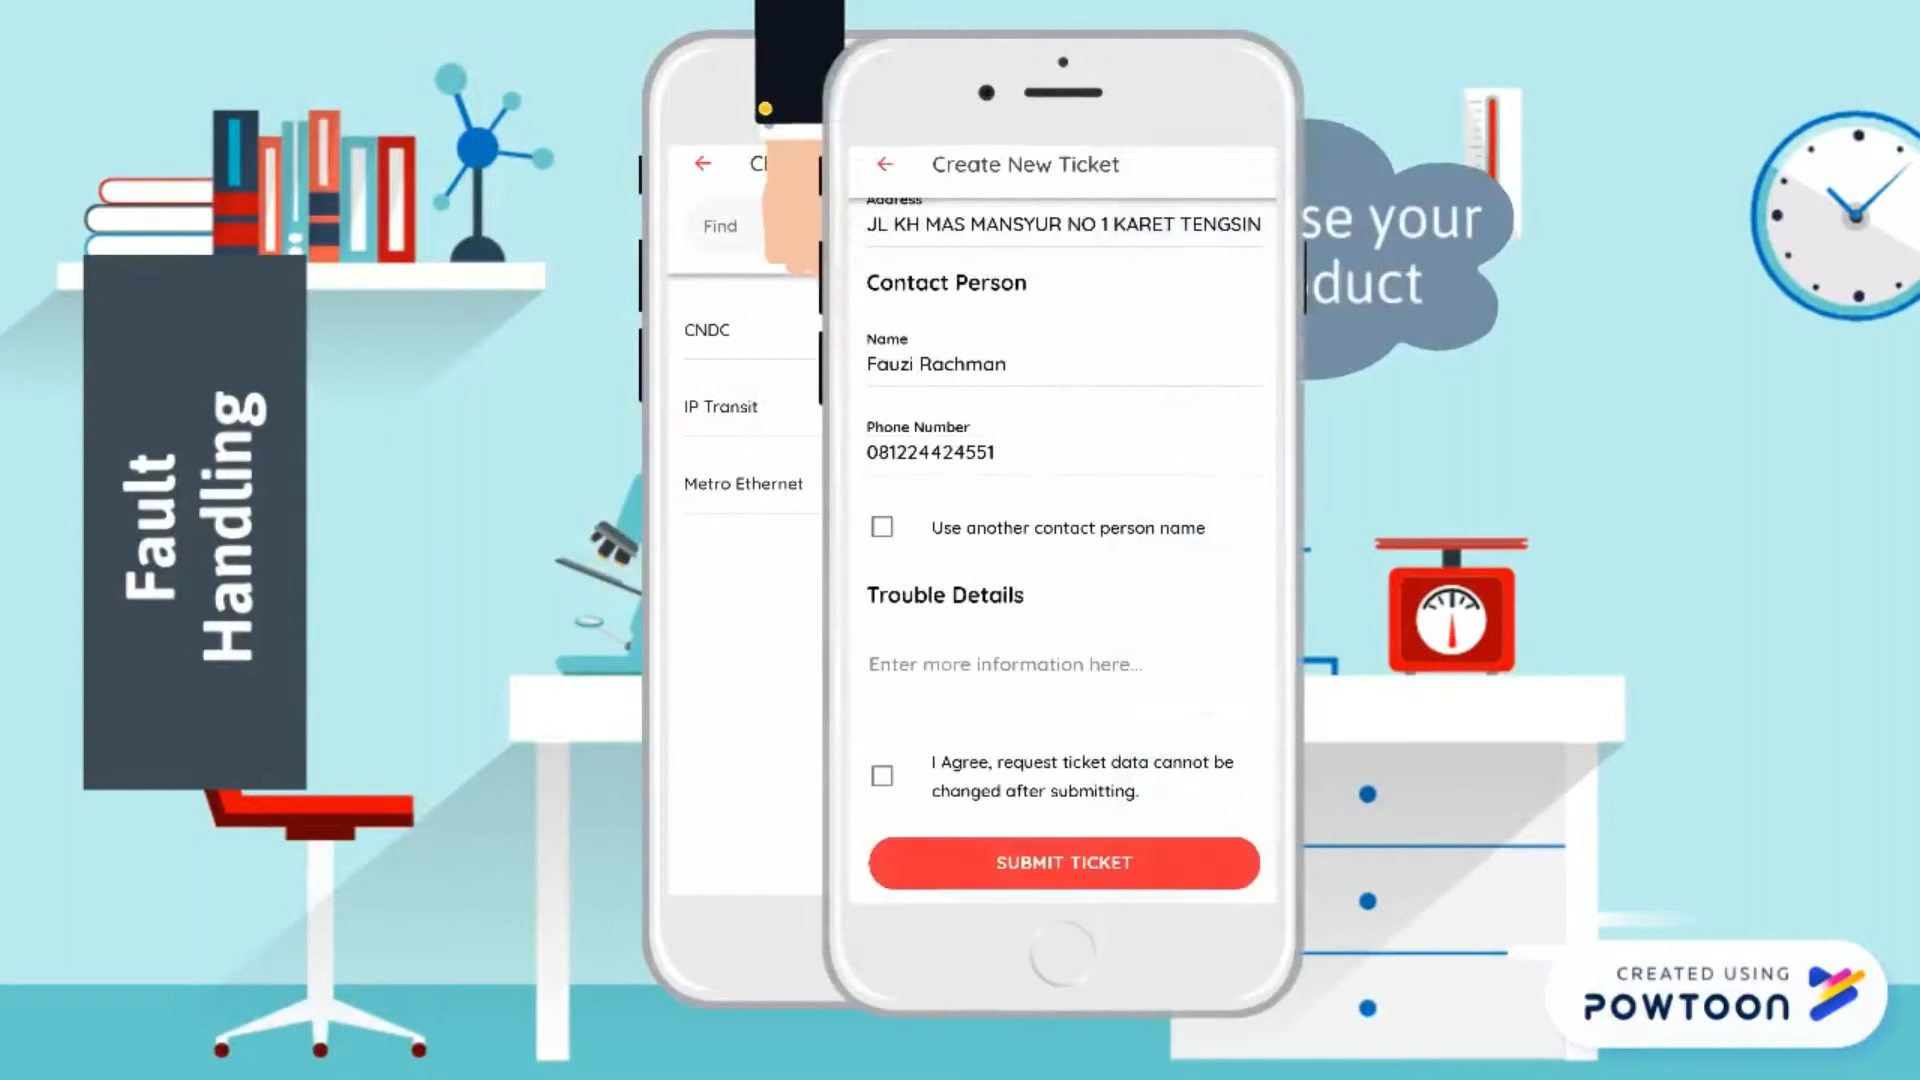 Fault
Handling
Find
CNDC
IP Transit
Metro Ethernet
Create New Ticket
Address
JL KH MAS MANSYUR NO 1 KARET TENGSIN
Contact Person
Name
Fauzi Rachman
Phone Number
081224424551
Use another contact person name
Trouble Details
Enter more information here...
I Agree, request ticket data cannot be
changed after submitting.
SUBMIT TICKET
se your
duct
CREATED USING
POWTOON